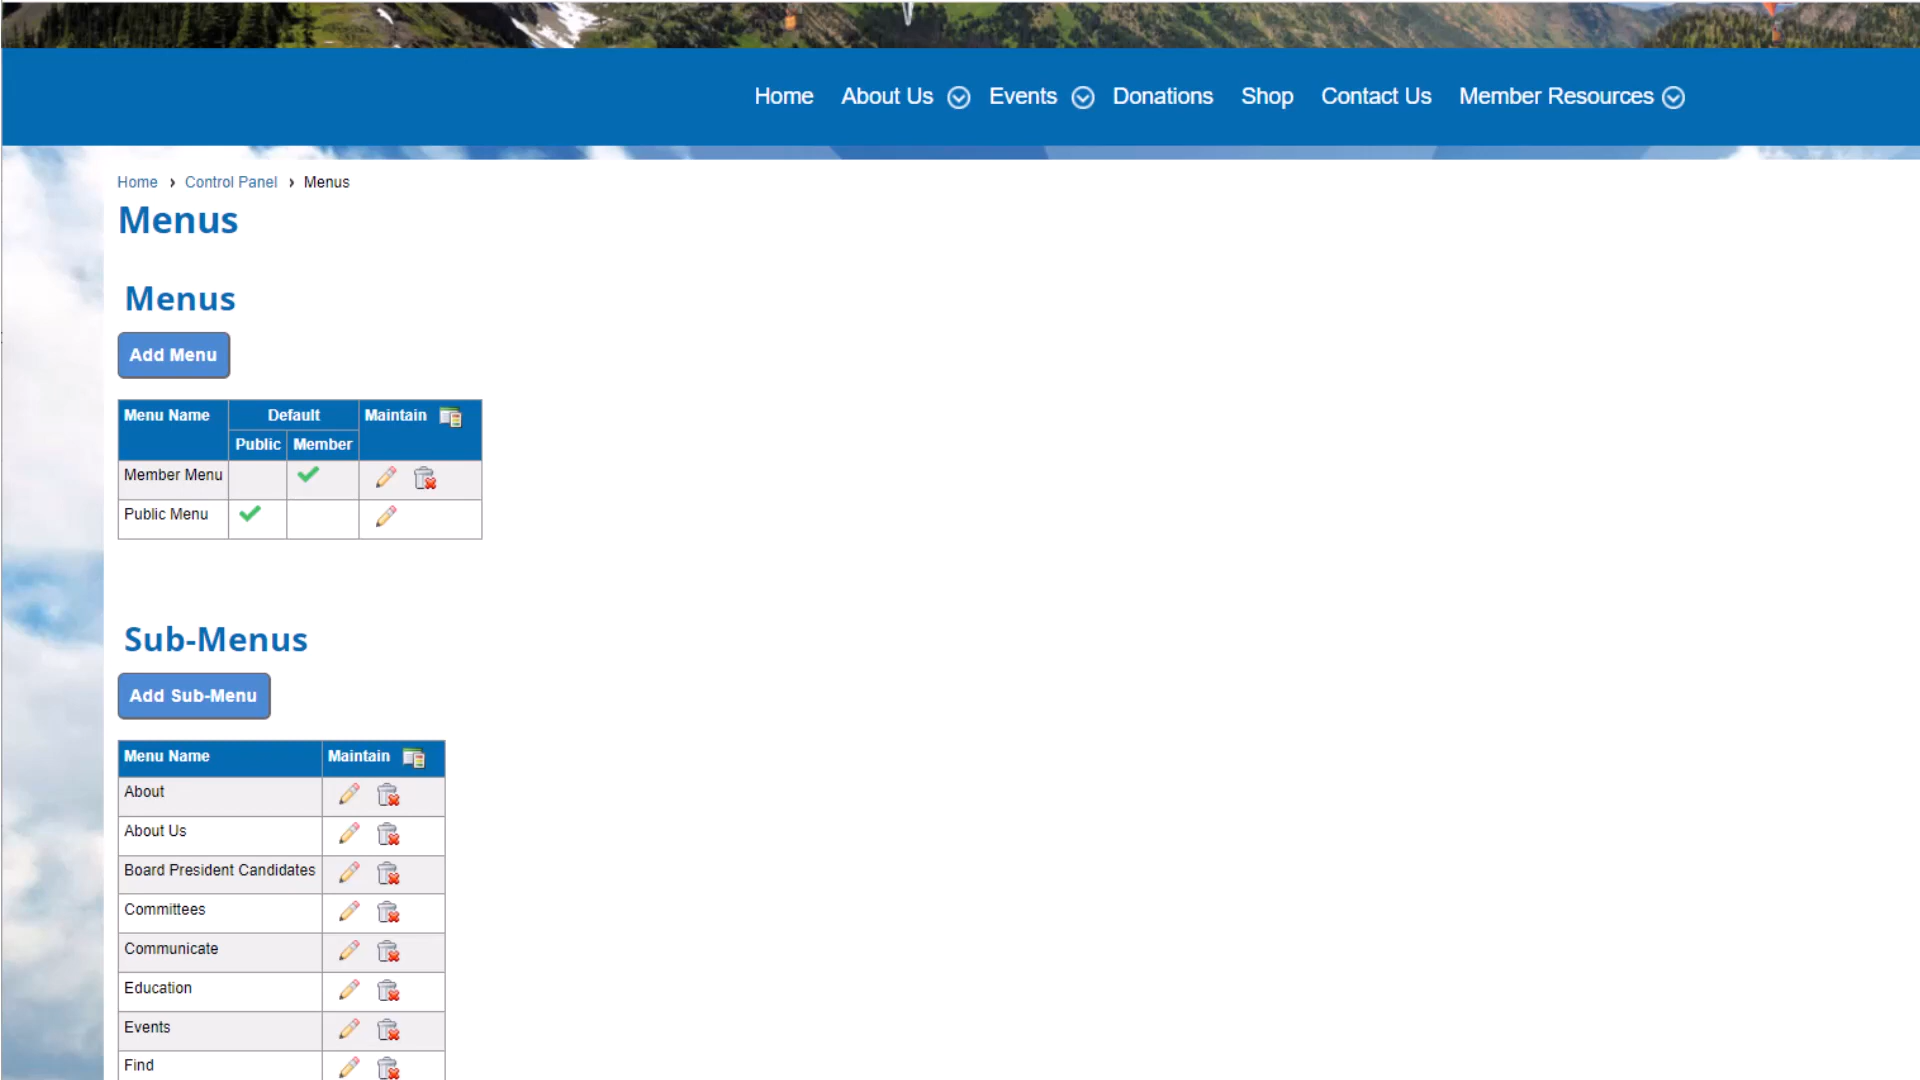 Home About Us Events Donations Shop Contact Us Member Resources
Home › Control Panel › Menus
Menus
Menus
Add Menu
Menu Name Default Maintain
Public Member
Member Menu
Public Menu
Sub-Menus
Add Sub-Menu
Menu Name Maintain
About
About Us
Board President Candidates
Committees
Communicate
Education
Events
Find